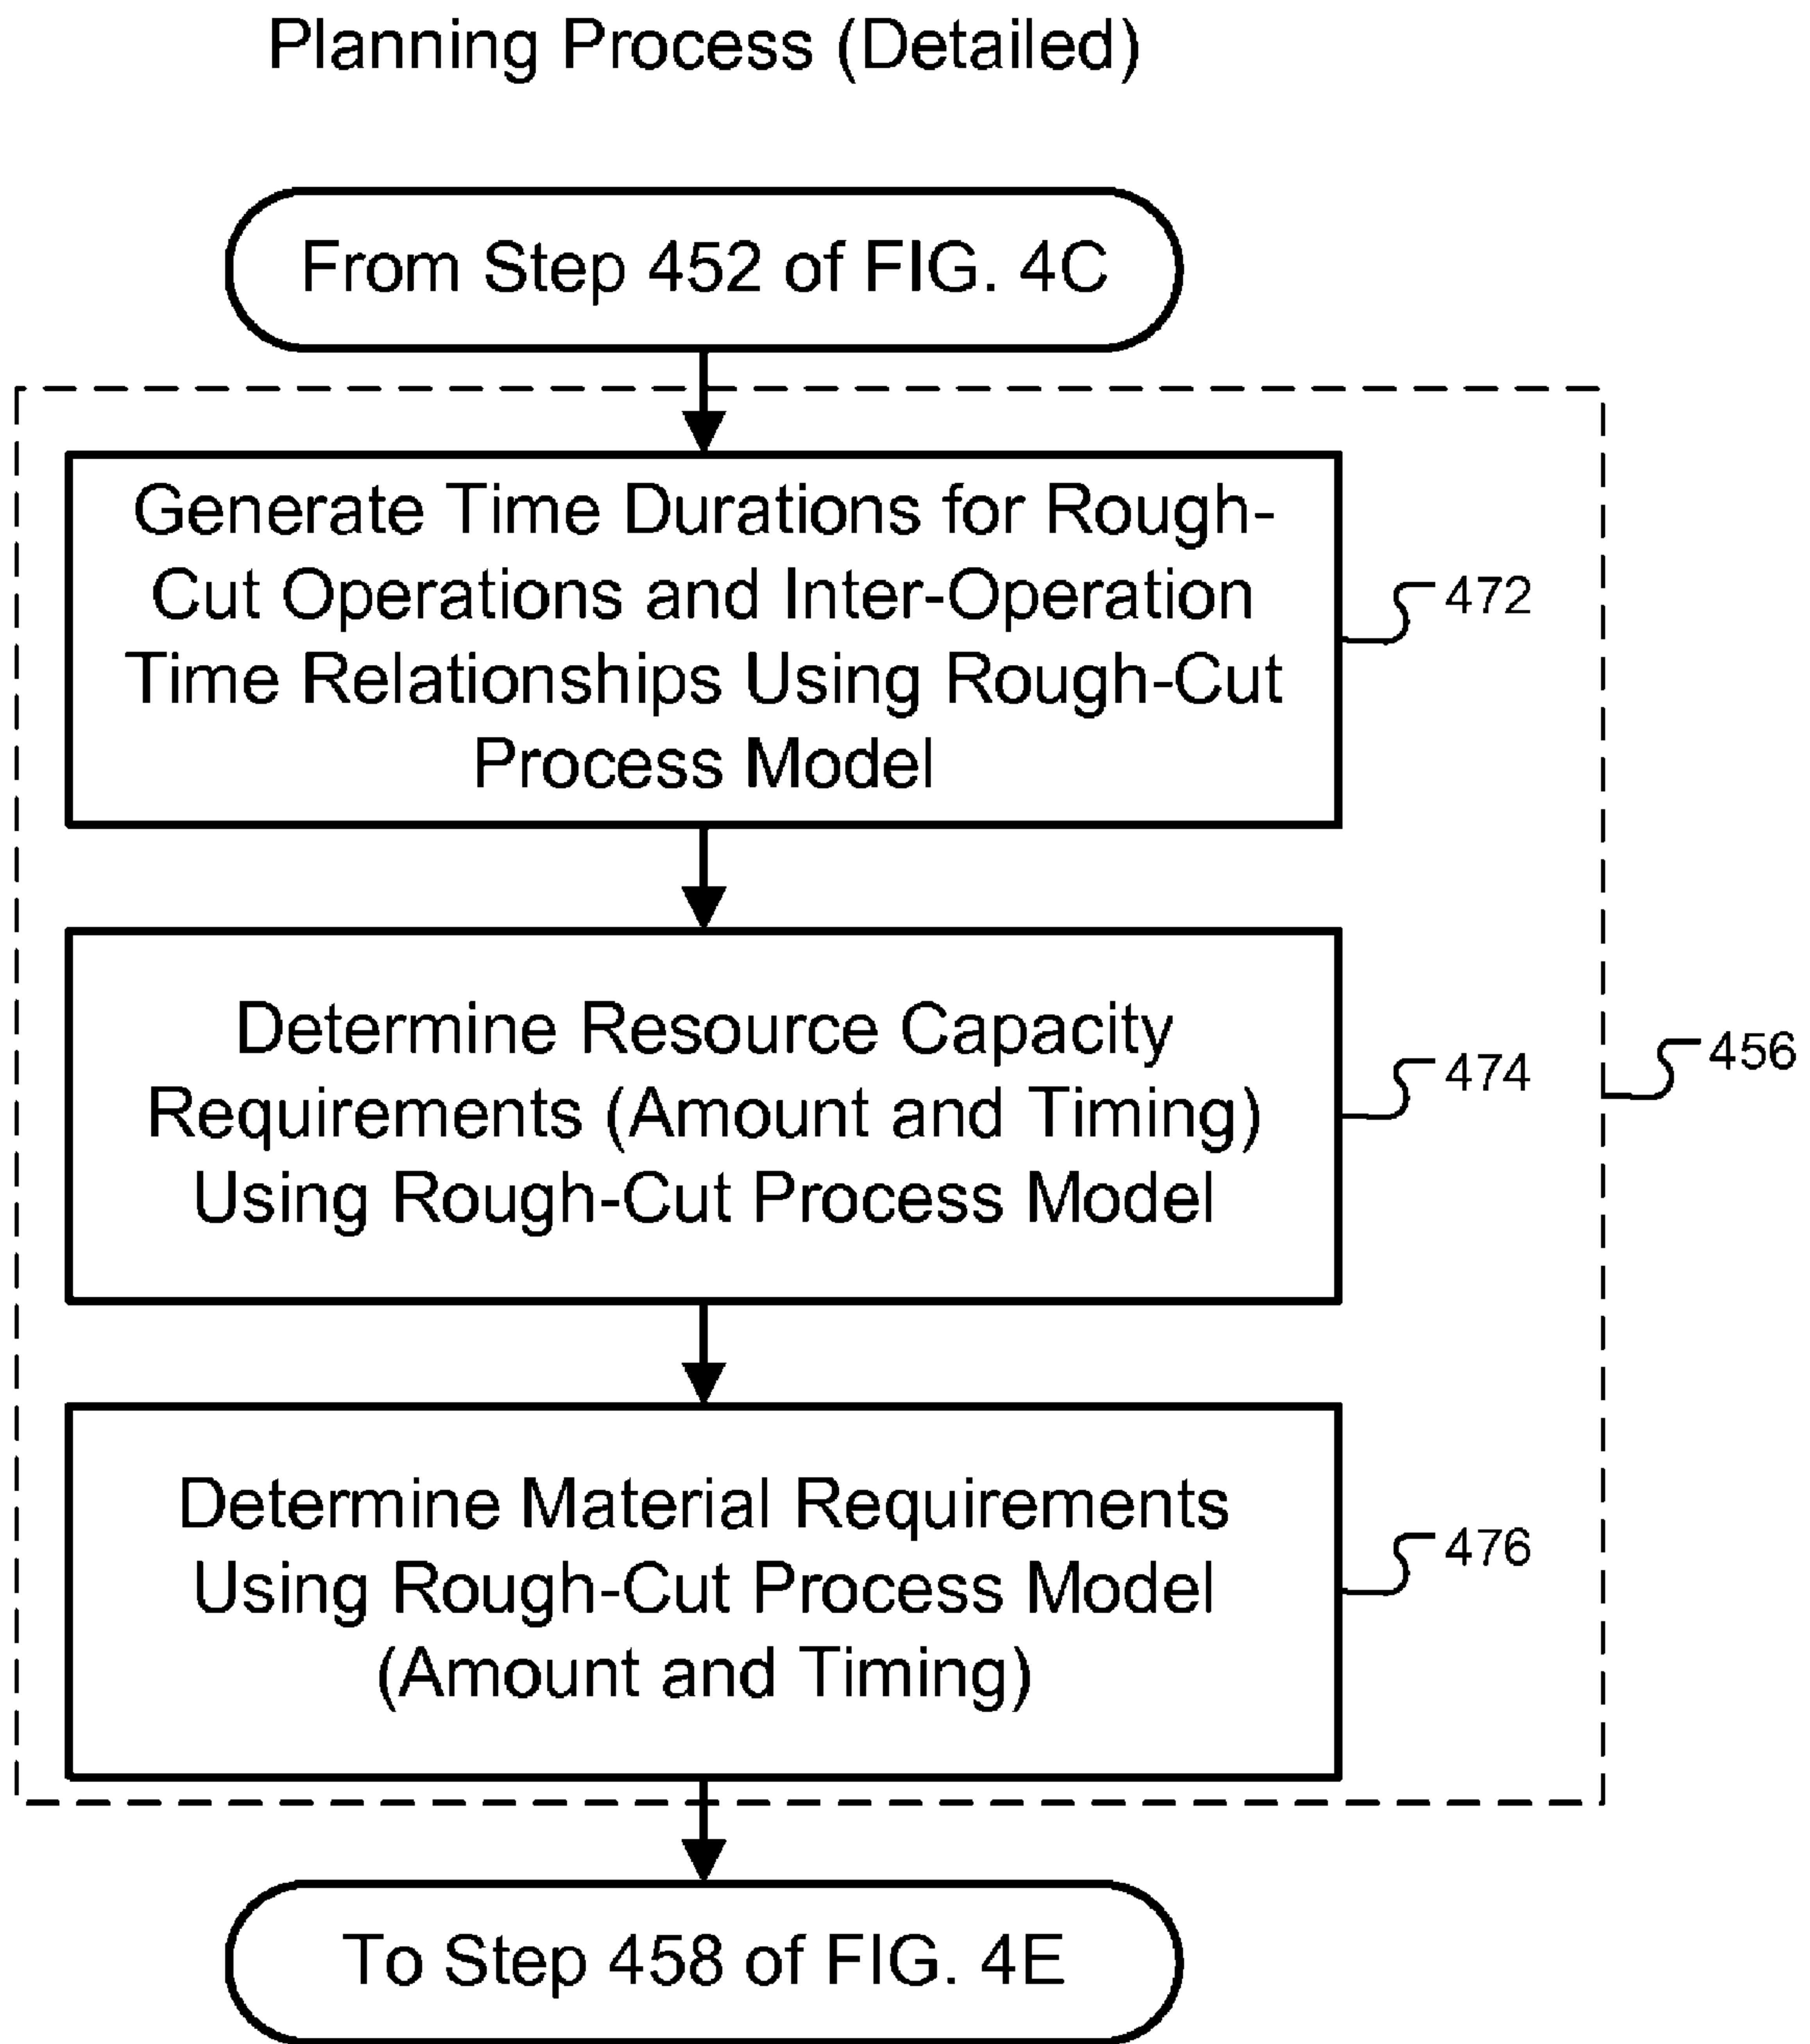 Planning Process (Detailed)
From Step 452 of FIG. 4C
Generate Time Durations for Rough-
Cut Operations and Inter-Operation
Time Relationships Using Rough-Cut
Process Model
472
Determine Resource Capacity
Requirements (Amount and Timing)
Using Rough-Cut Process Model
474
456
Determine Material Requirements
Using Rough-Cut Process Model
(Amount and Timing)
476
To Step 458 of FIG. 4E